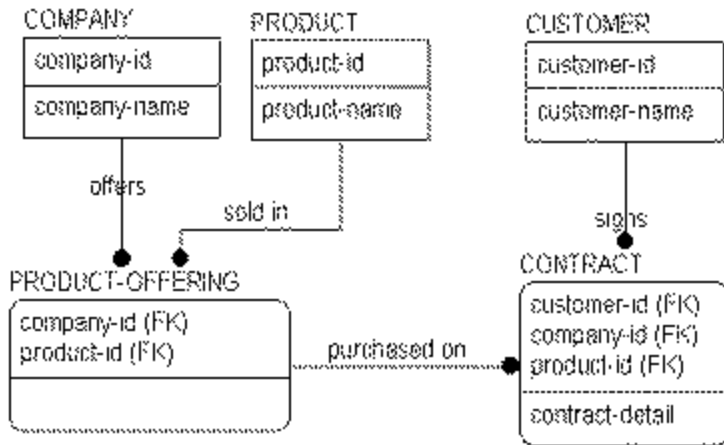 COMPANY
company-id
company-name
PRODUCT
product-id
product-name
CUSTOMER
customer-id
customer-name
offers
sold in
signs
PRODUCT-OFFERING
company-id (FK)
product-id (FK)
purchased on
CONTRACT
customer-id (FK)
company-id (FK)
product-id (FK)
contract-detail